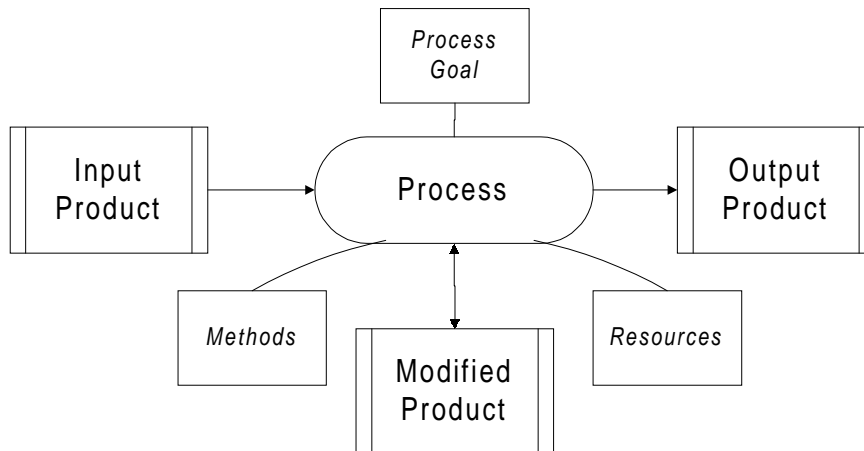 Process
Goal
Input
Product
Process
Output
Product
Methods
Modified
Product
Resources